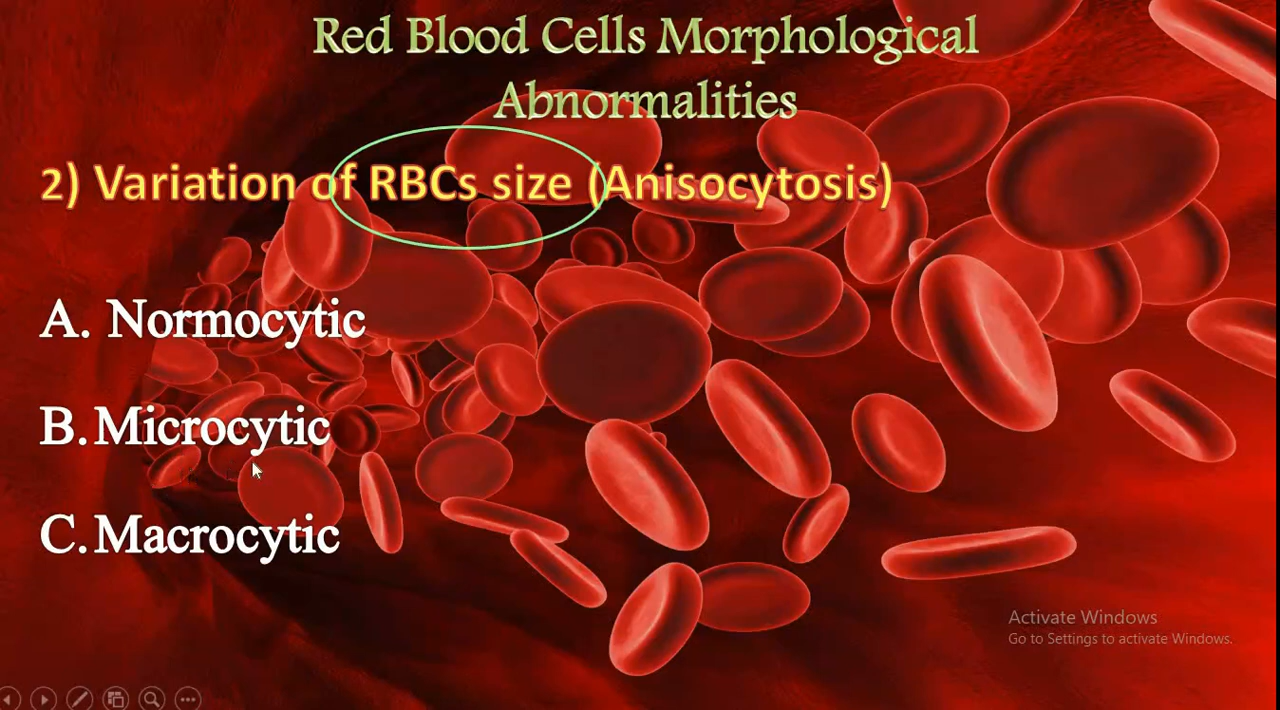 Red Blood Cells Morphological
Abnormalities
2) Variation of RBCs size (Anisocytosis)
A. Normocytic
B. Microcytic
C. Macrocytic
Activate Windows
Go to Settings to activate Windows.